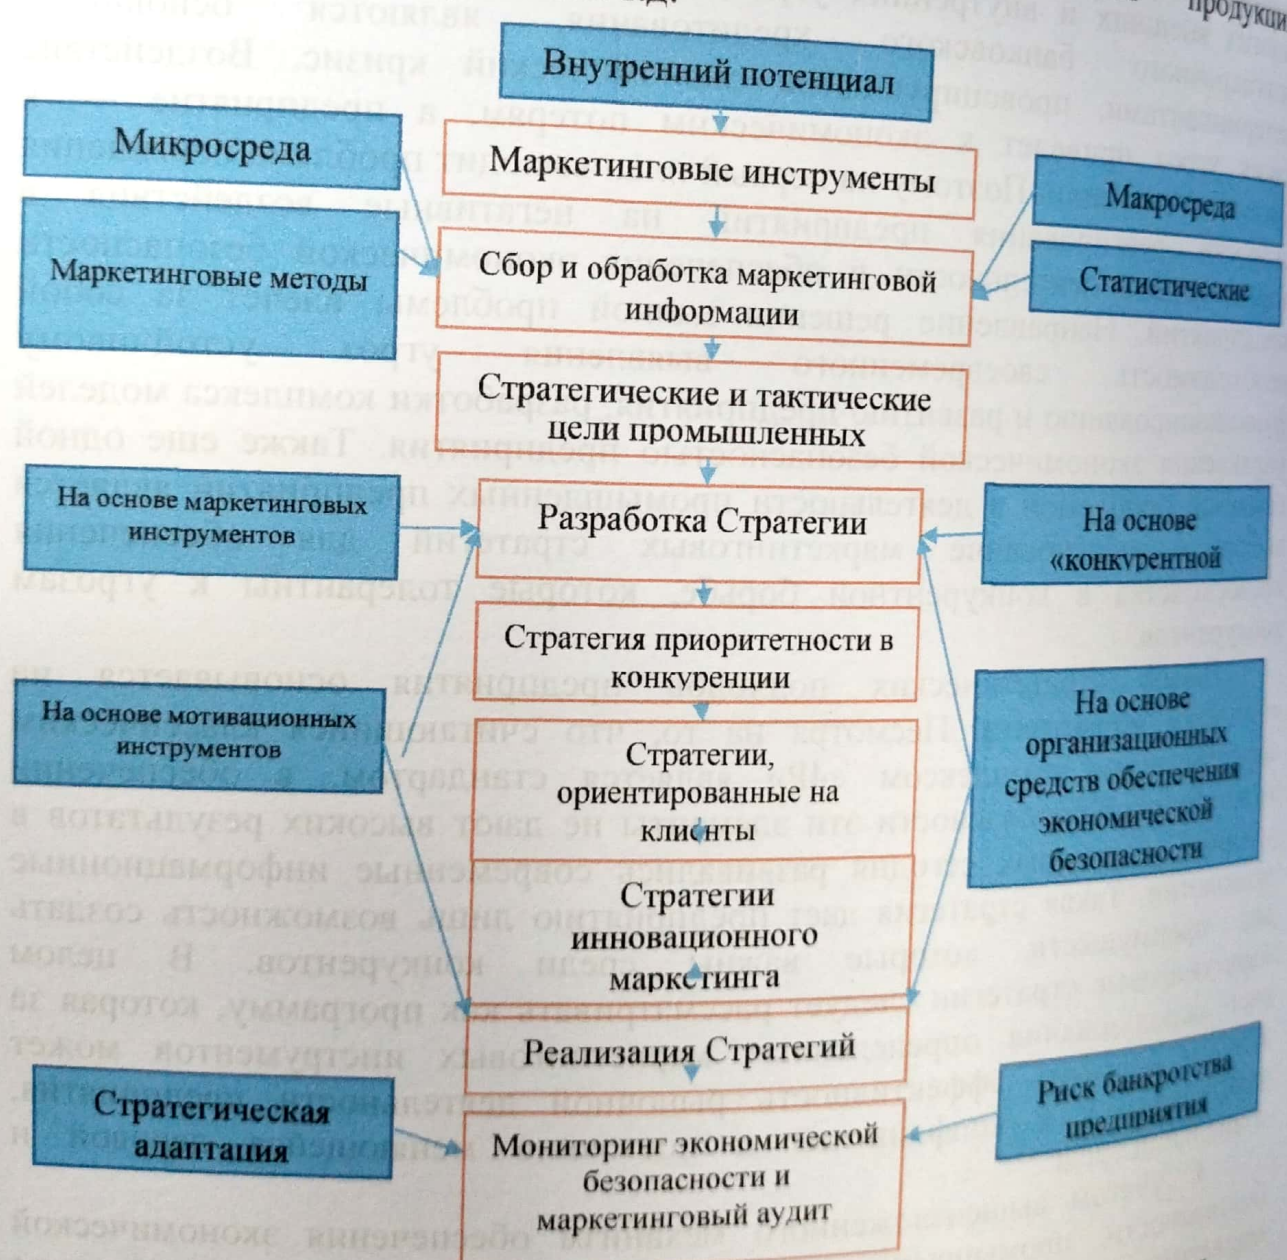 продукции
Внутренний потенциал
Микросреда
Маркетинговые инструменты
Макросреда
Маркетинговые методы
Сбор и обработка маркетинговой
информации
Статистические
Стратегические и тактические
цели промышленных
На основе маркетинговых
инструментов
Разработка Стратегии
На основе
«конкурентной
Стратегия приоритетности в
конкуренции
На основе мотивационных
инструментов
Стратегии,
ориентированные на
клиенты
На основе
организационных
средств обеспечения
экономической
безопасности
Стратегии
инновационного
маркетинга
Реализация Стратегий
Стратегическая
адаптация
Риск банкротства
предприятия
Мониторинг экономической
безопасности и
маркетинговый аудит